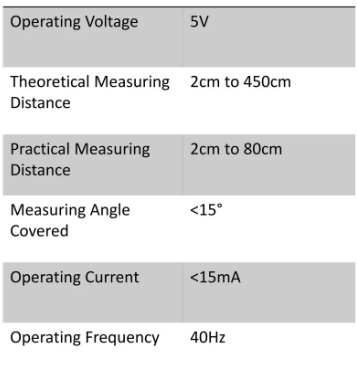 Operating Voltage 5V
Theoretical Measuring 2cm to 450cm
Distance
Practical Measuring 2cm to 80cm
Distance
Measuring Angle <15°
Covered
Operating Current <15mA
Operating Frequency 40Hz